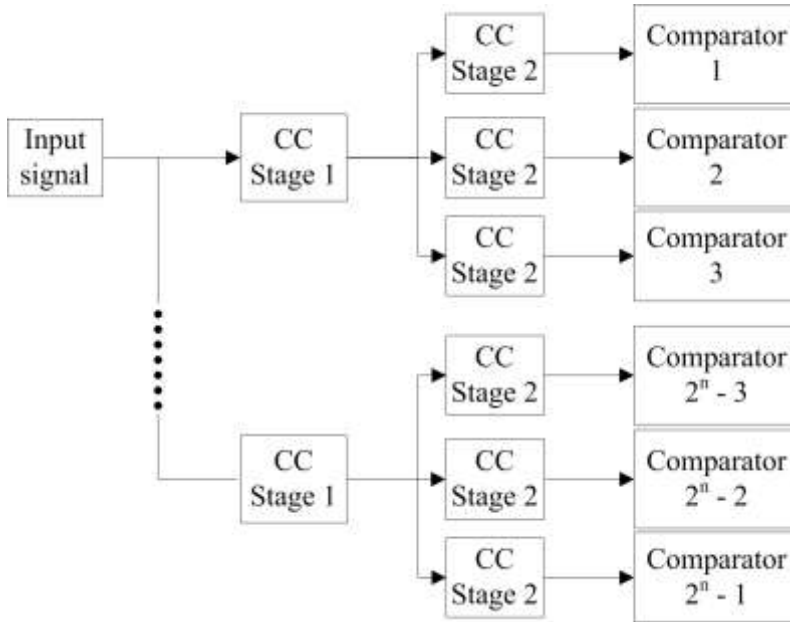 Input
signal
CC
Stage 1
CC
Stage 2
Comparator
1
CC
Stage 2
Comparator
2
CC
Stage 2
Comparator
3
CC
Stage 1
CC
Stage 2
Comparator
2ⁿ - 3
CC
Stage 2
Comparator
2ⁿ - 2
CC
Stage 2
Comparator
2ⁿ - 1